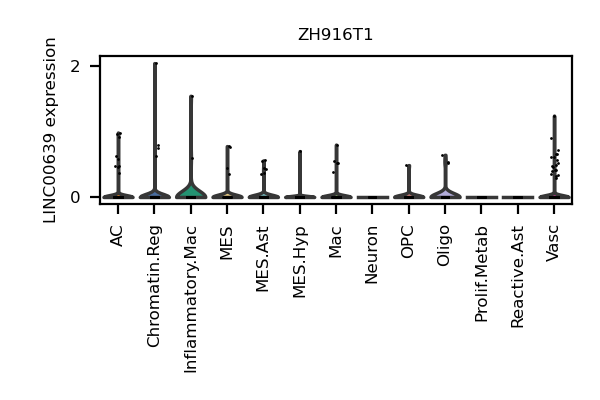 ZH916T1
LINC00639 expression
2
0
AC
Chromatin.Reg
Inflammatory.Mac
MES
MES.Ast
MES.Hyp
Mac
Neuron
OPC
Oligo
Prolif.Metab
Reactive.Ast
Vasc